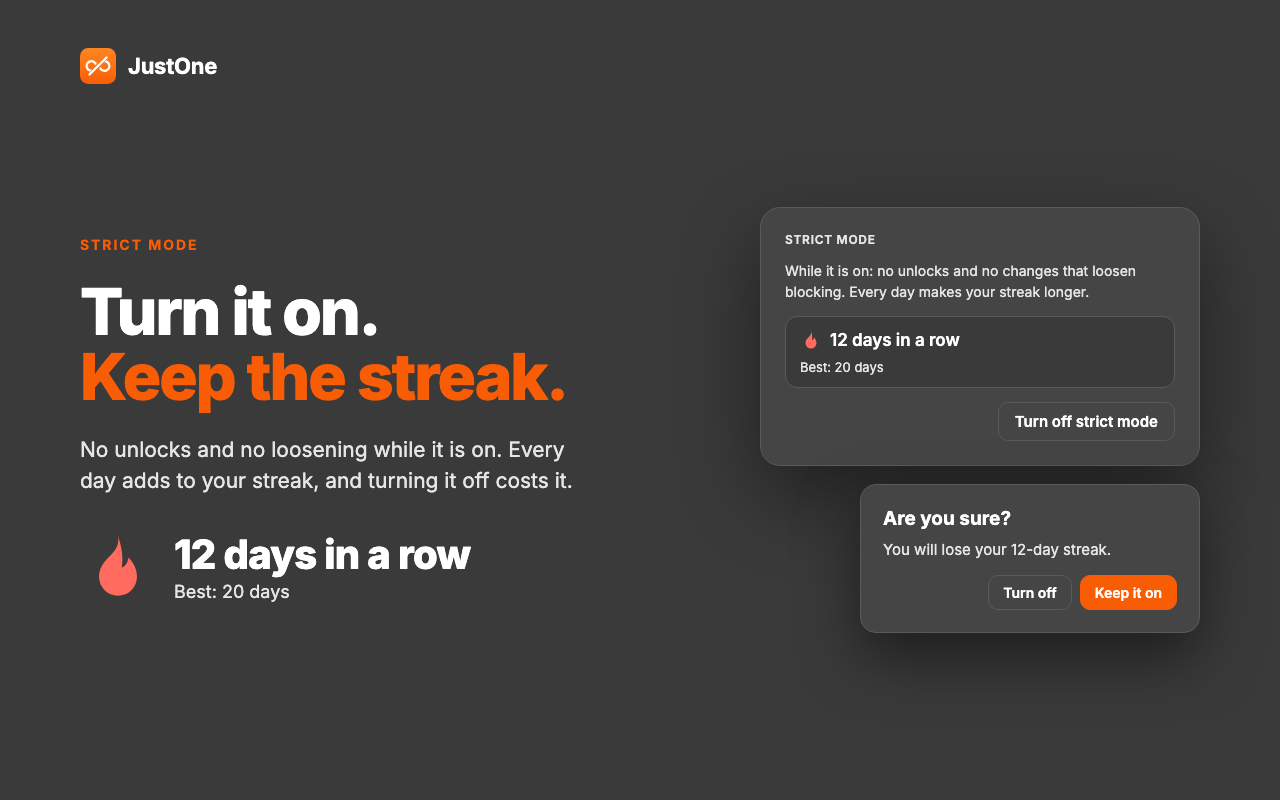 JustOne
STRICT MODE
Turn it on.
Keep the streak.
No unlocks and no loosening while it is on. Every
day adds to your streak, and turning it off costs it.
12 days in a row
Best: 20 days
STRICT MODE
While it is on: no unlocks and no changes that loosen
blocking. Every day makes your streak longer.
12 days in a row
Best: 20 days
Turn off strict mode
Are you sure?
You will lose your 12-day streak.
Turn off
Keep it on